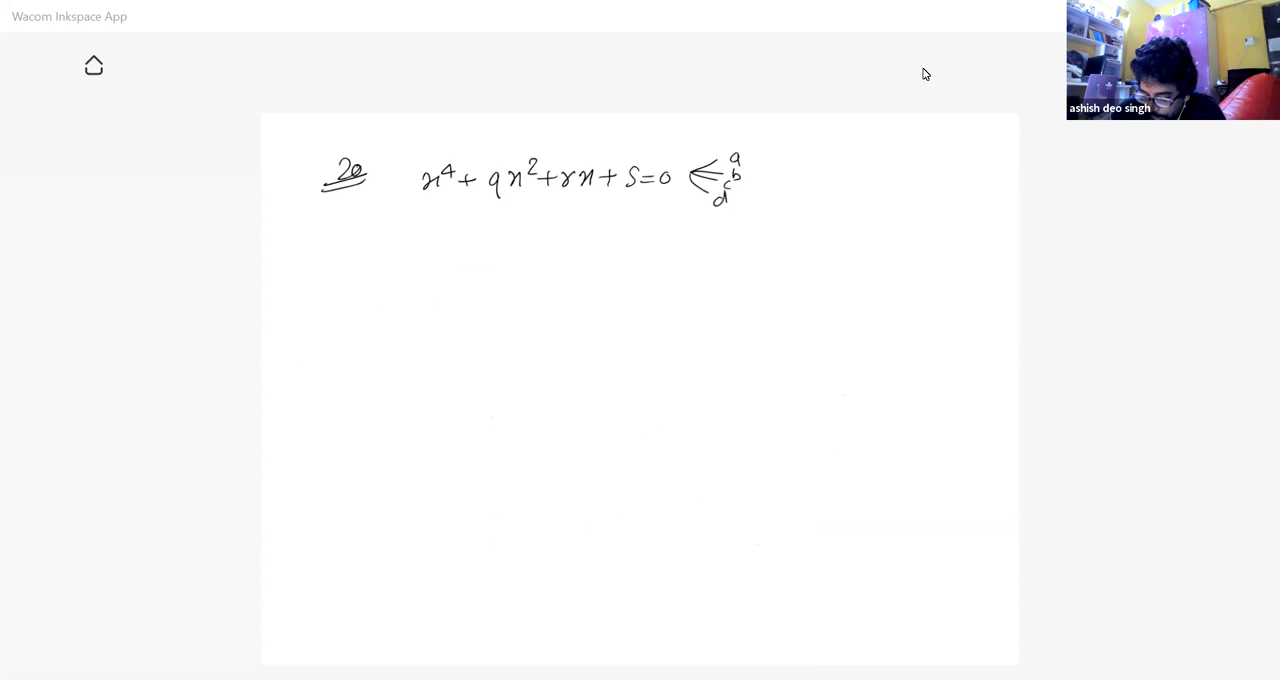 Wacom Inkspace App
ashish deo singh
20 x⁴ + qx² + rx + s = 0 a
b
c
d